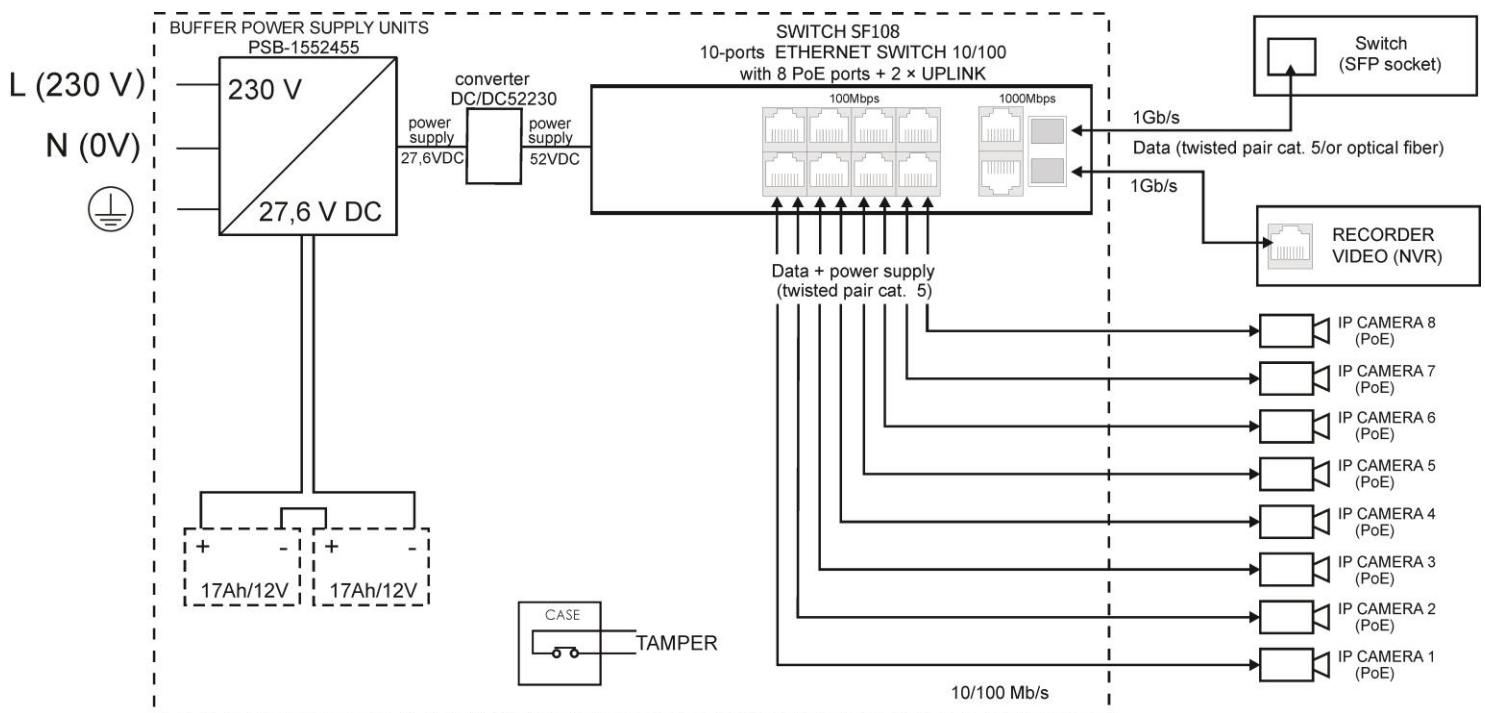 BUFFER POWER SUPPLY UNITS
PSB-1552455
L (230 V)
N (0V)
230 V
27,6 V DC
converter
DC/DC52230
power
supply
27,6VDC
power
supply
52VDC
SWITCH SF108
10-ports ETHERNET SWITCH 10/100
with 8 PoE ports + 2 × UPLINK
100Mbps
1000Mbps
Switch
(SFP socket)
1Gb/s
Data (twisted pair cat. 5/or optical fiber)
1Gb/s
RECORDER
VIDEO (NVR)
Data + power supply
(twisted pair cat. 5)
IP CAMERA 8
(PoE)
IP CAMERA 7
(PoE)
IP CAMERA 6
(PoE)
IP CAMERA 5
(PoE)
IP CAMERA 4
(PoE)
IP CAMERA 3
(PoE)
IP CAMERA 2
(PoE)
IP CAMERA 1
(PoE)
+ -
17Ah/12V
+ -
17Ah/12V
CASE
TAMPER
10/100 Mb/s